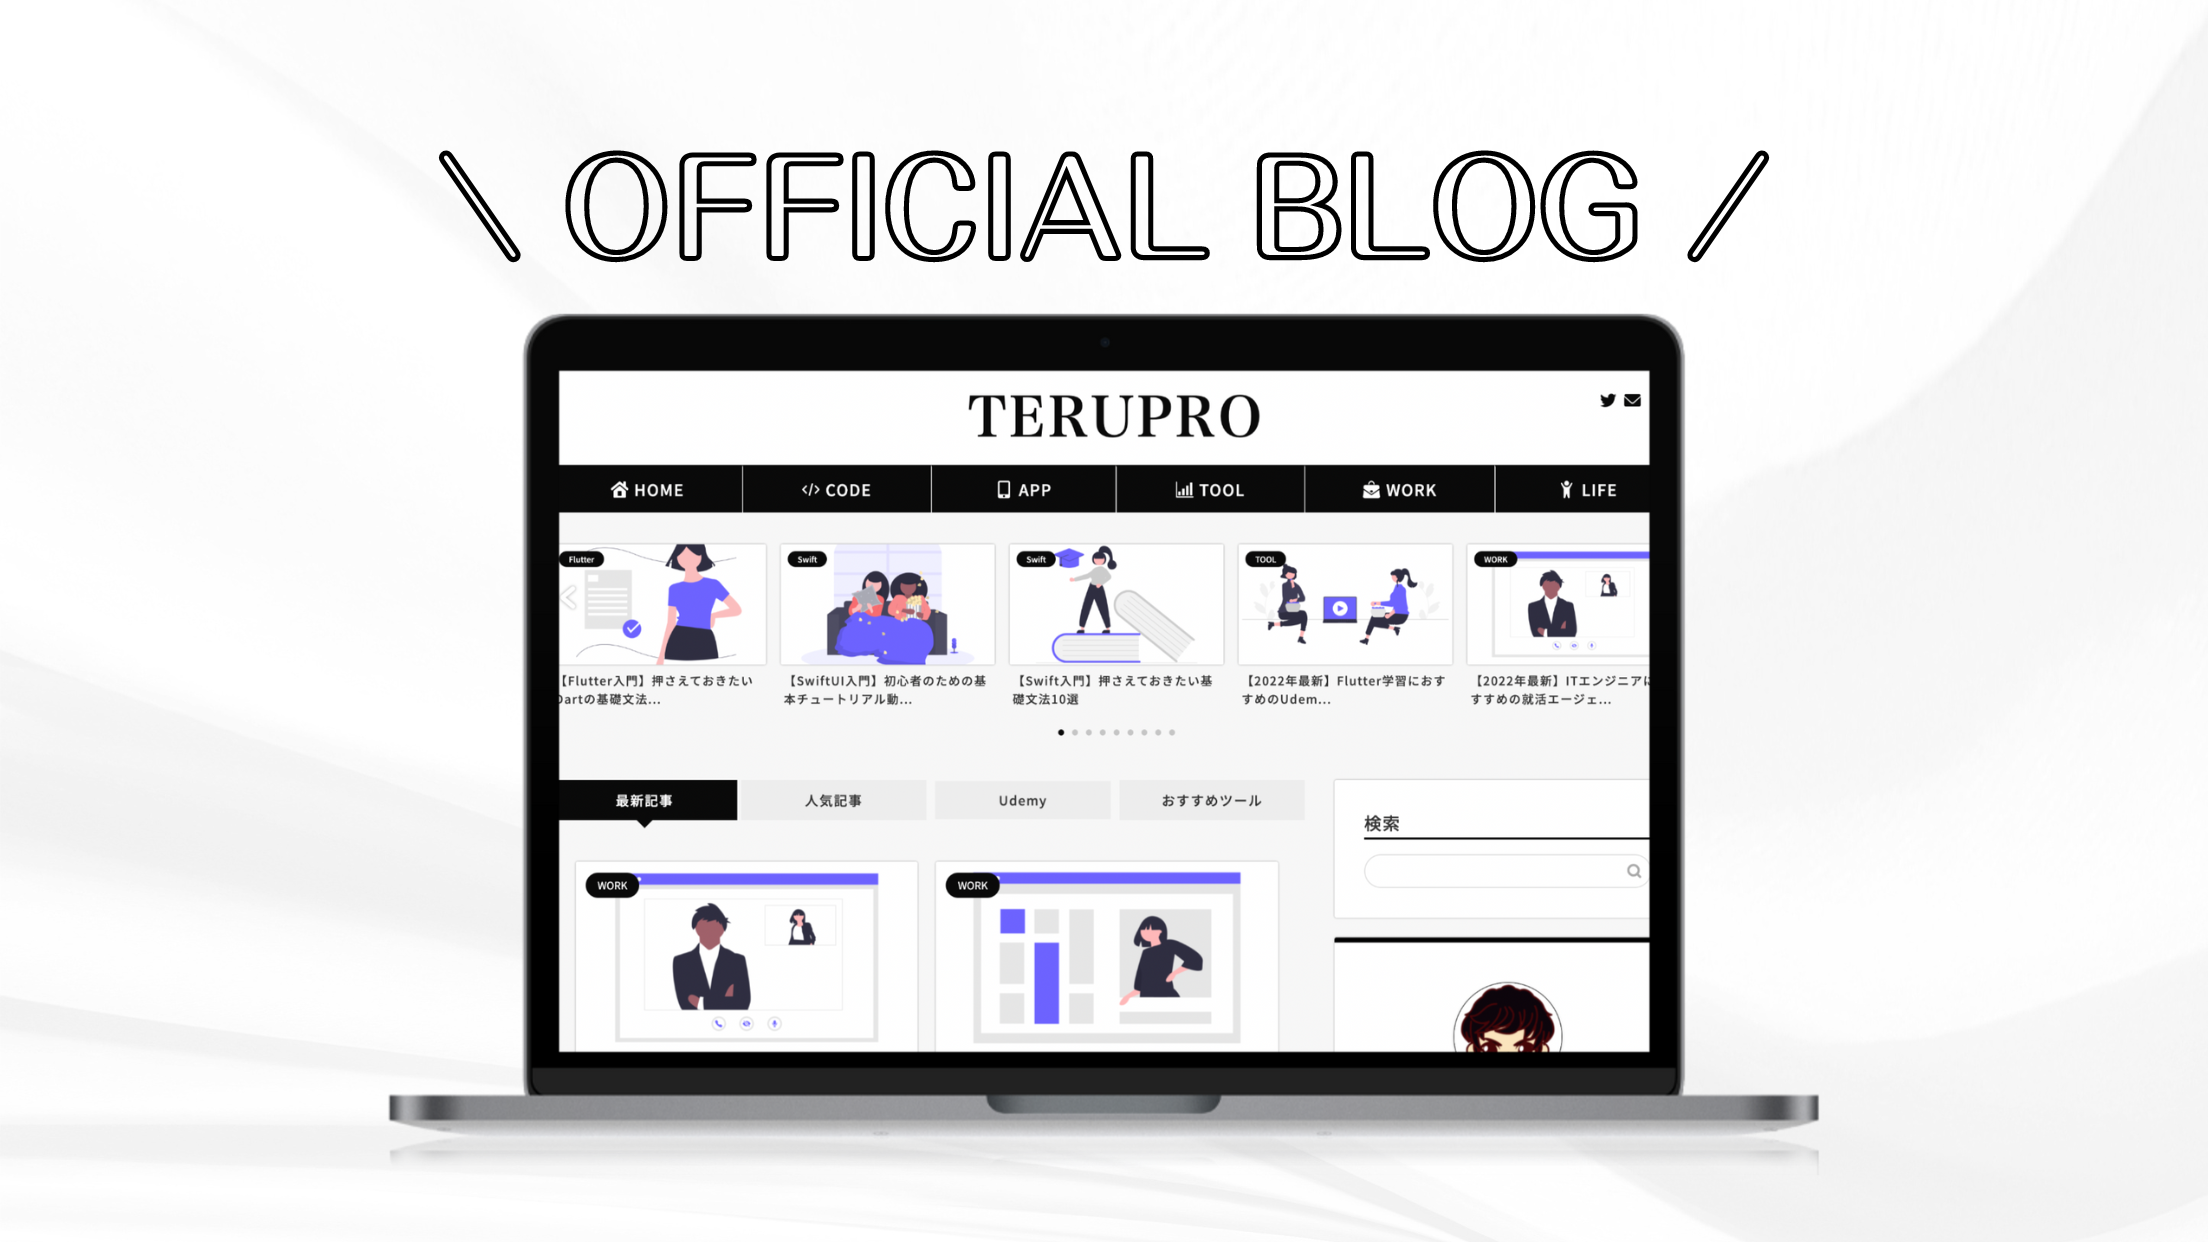 \ OFFICIAL BLOG /
TERUPRO
HOME
</> CODE
APP
TOOL
WORK
LIFE
Flutter
Swift
Swift
TOOL
WORK
【Flutter入門】押さえておきたい
Dartの基礎文法...
【SwiftUI入門】初心者のための基
本チュートリアル動...
【Swift入門】押さえておきたい基
礎文法10選
【2022年最新】Flutter学習におす
すめのUdem...
【2022年最新】ITエンジニアに
すすめの就活エージェ...
最新記事
人気記事
Udemy
おすすめツール
検索
WORK
WORK